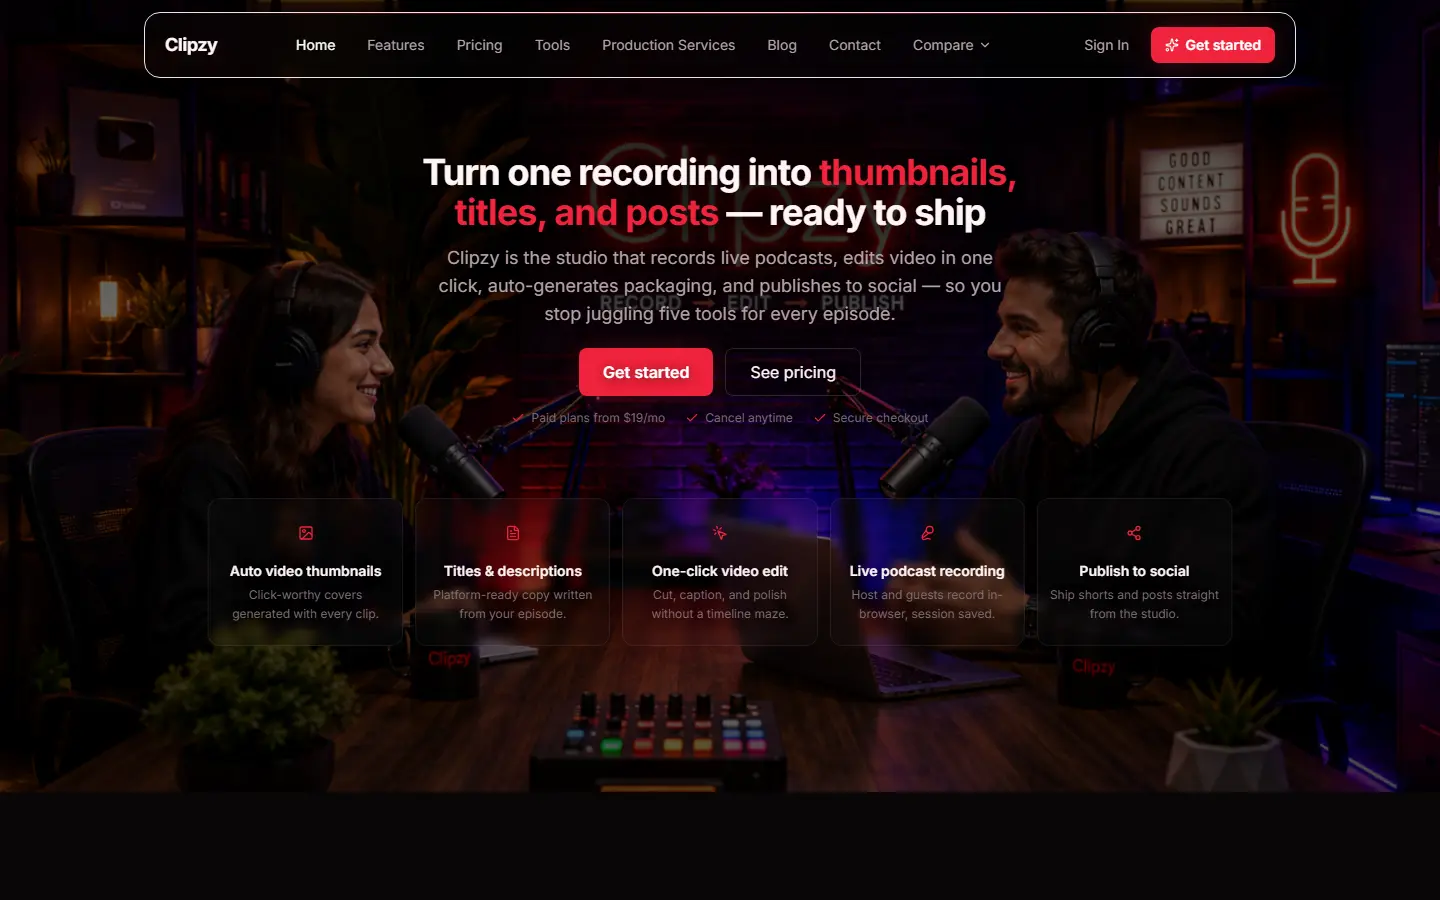 Clipzy
Home
Features
Pricing
Tools
Production Services
Blog
Contact
Compare
Sign In
Get started
GOOD
CONTENT
SOUNDS
GREAT
Clipzy
Turn one recording into thumbnails,
titles, and posts — ready to ship
Clipzy is the studio that records live podcasts, edits video in one
click, auto-generates packaging, and publishes to social — so you
stop juggling five tools for every episode.
RECORD → EDIT → PUBLISH
Get started
See pricing
Paid plans from $19/mo
Cancel anytime
Secure checkout
Auto video thumbnails
Click-worthy covers
generated with every clip.
Titles & descriptions
Platform-ready copy written
from your episode.
One-click video edit
Cut, caption, and polish
without a timeline maze.
Live podcast recording
Host and guests record in-
browser, session saved.
Publish to social
Ship shorts and posts straight
from the studio.
Clipzy
Clipzy